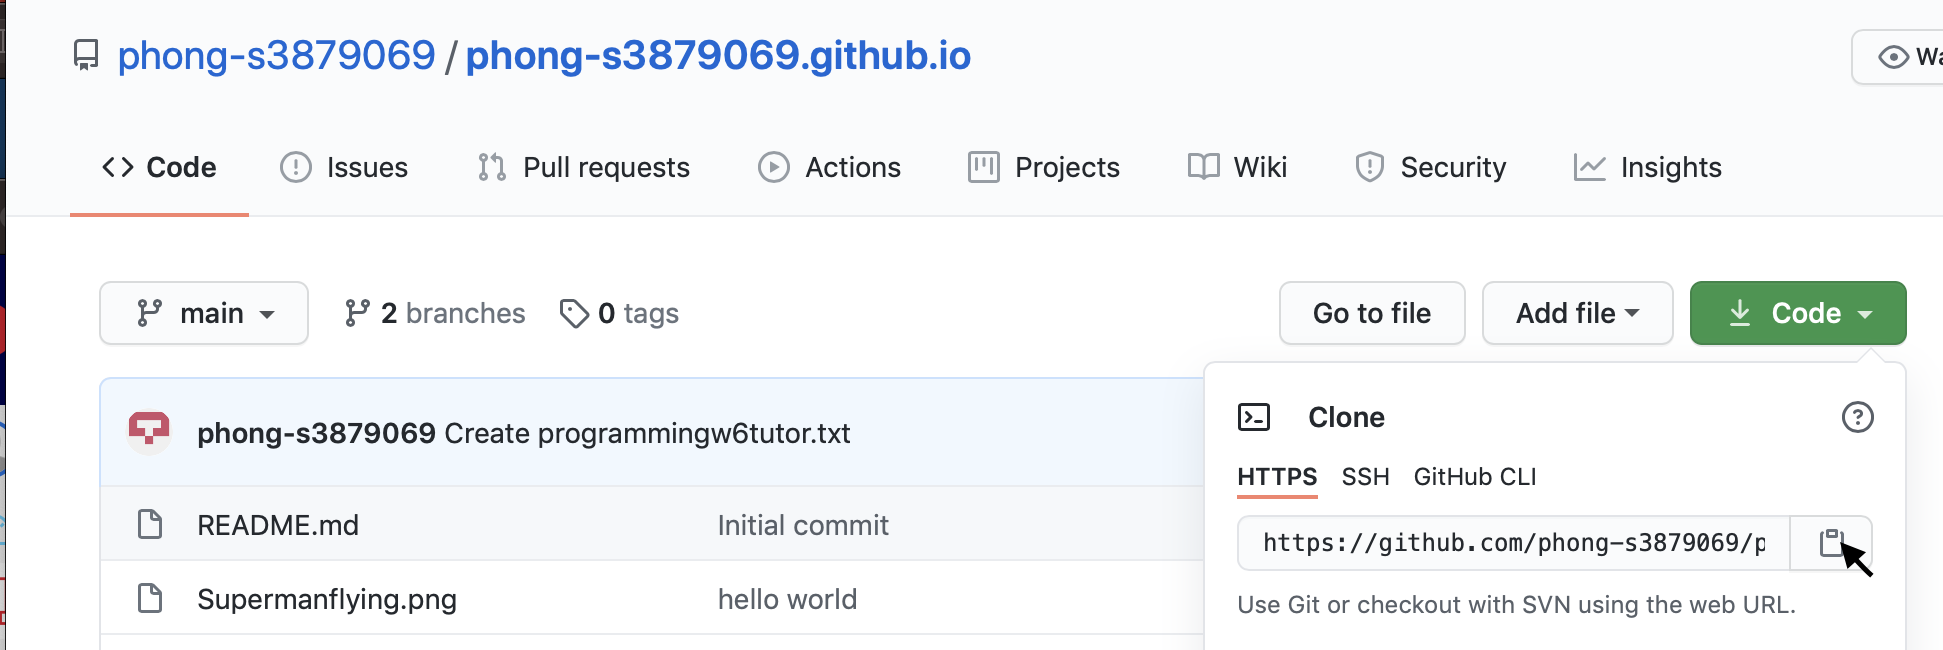 phong-s3879069 / phong-s3879069.github.io
Code Issues Pull requests Actions Projects Wiki Security Insights
main 2 branches 0 tags Go to file Add file Code
phong-s3879069 Create programmingw6tutor.txt
README.md Initial commit
Supermanflying.png hello world
Clone
HTTPS SSH GitHub CLI
https://github.com/phong-s3879069/p
Use Git or checkout with SVN using the web URL.